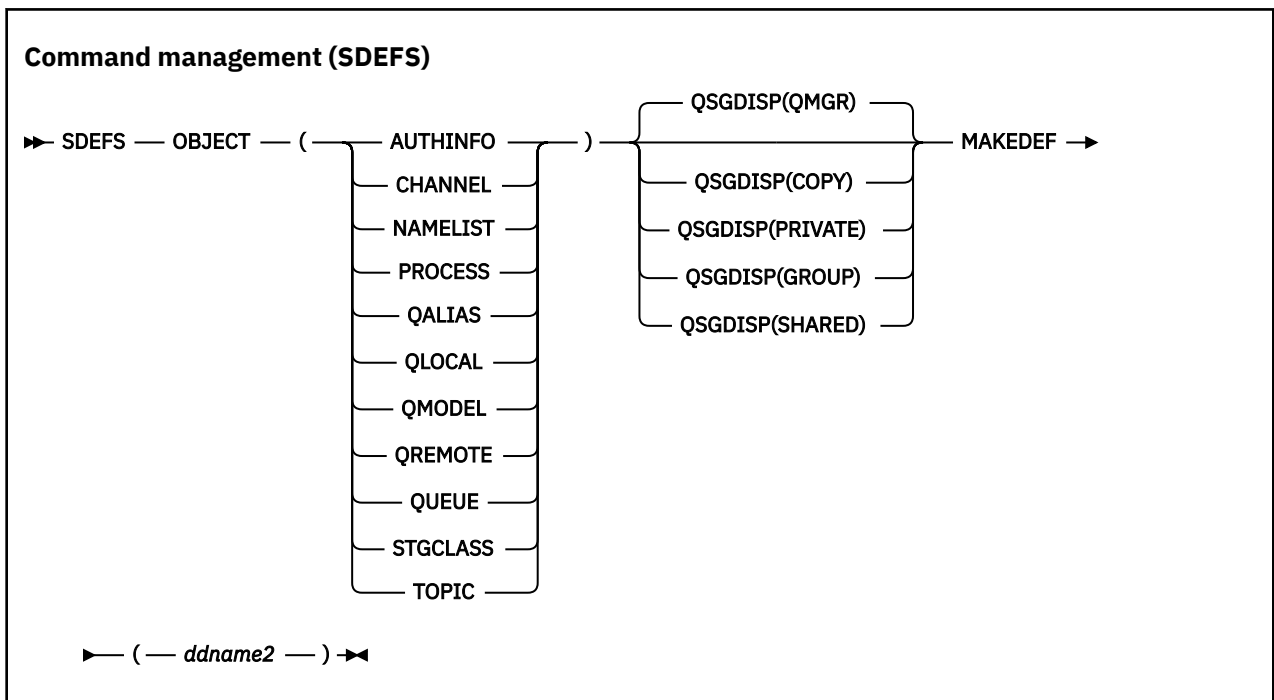 Command management (SDEFS)
QSGDISP(QMGR)
SDEFS OBJECT ( AUTHINFO ) MAKEDEF
CHANNEL QSGDISP(COPY)
NAMELIST QSGDISP(PRIVATE)
PROCESS QSGDISP(GROUP)
QALIAS QSGDISP(SHARED)
QLOCAL
QMODEL
QREMOTE
QUEUE
STGCLASS
TOPIC
( ddname2 )